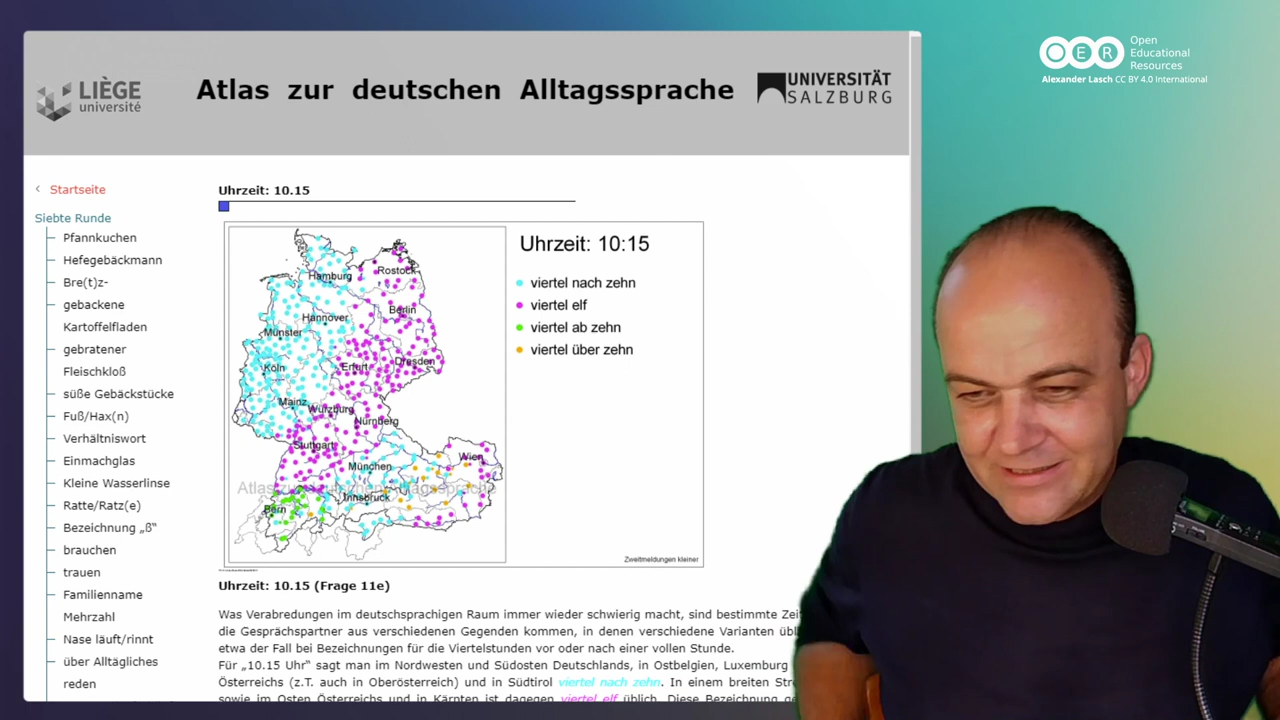 LIÈGE
université
Atlas zur deutschen Alltagssprache
UNIVERSITÄT
SALZBURG
OER
Open
Educational
Resources
Alexander Lasch CC BY 4.0 International
Startseite
Siebte Runde
Pfannkuchen
Hefegebäckmann
Bre(t)z-
gebackene
Kartoffelfladen
gebratener
Fleischkloß
süße Gebäckstücke
Fuß/Hax(n)
Verhältniswort
Einmachglas
Kleine Wasserlinse
Ratte/Ratz(e)
Bezeichnung „ß“
brauchen
trauen
Familienname
Mehrzahl
Nase läuft/rinnt
über Alltägliches
reden
Uhrzeit: 10.15
Uhrzeit: 10:15
viertel nach zehn
viertel elf
viertel ab zehn
viertel über zehn
Hamburg
Rostock
Hannover
Berlin
Münster
Köln
Erfurt
Dresden
Mainz
Würzburg
Nürnberg
Stuttgart
München
Wien
Innsbruck
Bern
Zweitmeldungen kleiner
Uhrzeit: 10.15 (Frage 11e)
Was Verabredungen im deutschsprachigen Raum immer wieder schwierig macht, sind bestimmte Zei
die Gesprächspartner aus verschiedenen Gegenden kommen, in denen verschiedene Varianten übl
etwa der Fall bei Bezeichnungen für die Viertelstunden vor oder nach einer vollen Stunde.
Für „10.15 Uhr“ sagt man im Nordwesten und Südosten Deutschlands, in Ostbelgien, Luxemburg
Österreichs (z.T. auch in Oberösterreich) und in Südtirol viertel nach zehn. In einem breiten Stre
sowie im Osten Österreichs und in Kärnten ist dagegen viertel elf üblich. Diese Bezeichnung ge